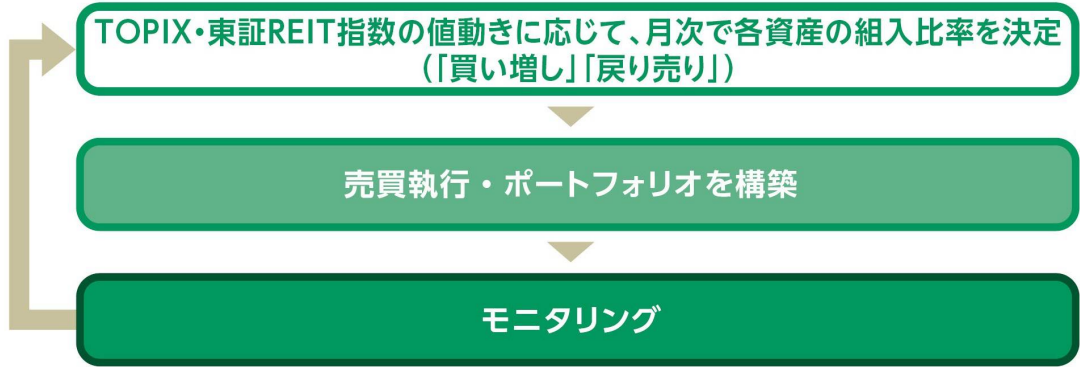 TOPIX・東証REIT指数の値動きに応じて、月次で各資産の組入比率を決定
（「買い増し」「戻り売り」）
売買執行・ポートフォリオを構築
モニタリング